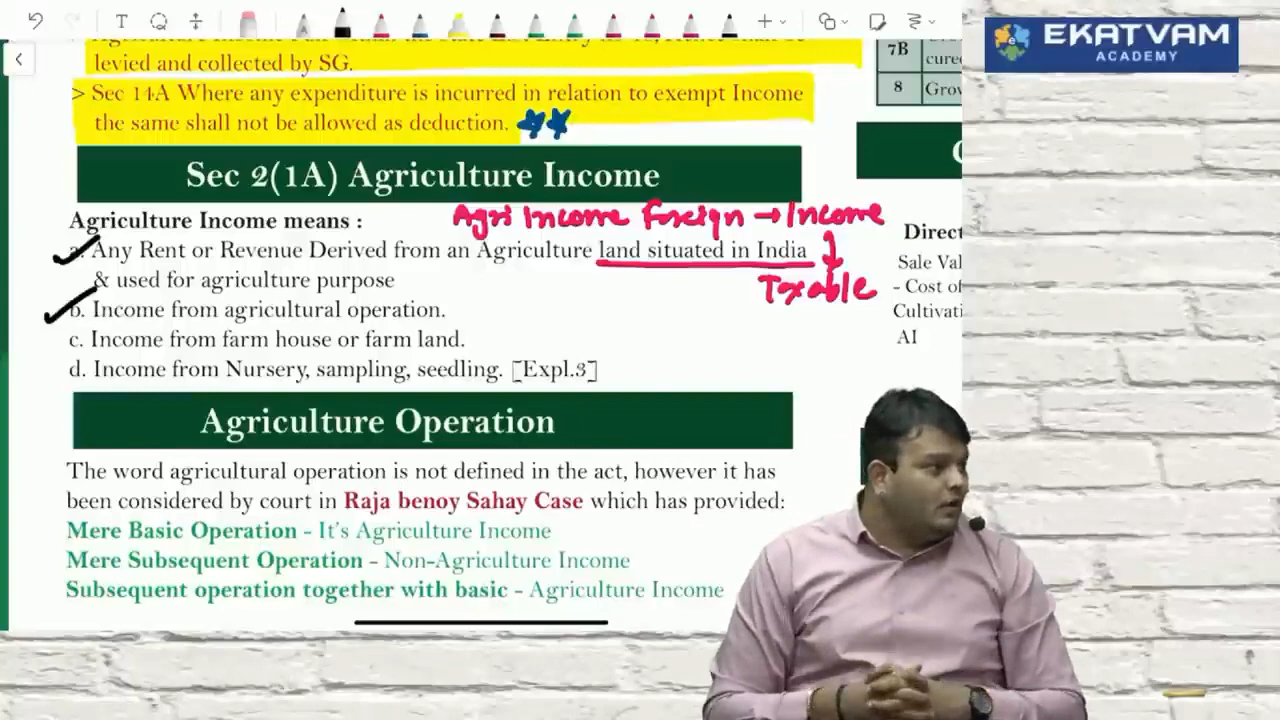 T
EKATVAM
ACADEMY
levied and collected by SG.
> Sec 14A Where any expenditure is incurred in relation to exempt Income
the same shall not be allowed as deduction.
Sec 2(1A) Agriculture Income
Agriculture Income means :
Agri Income Foreign → Income
Taxable
a. Any Rent or Revenue Derived from an Agriculture land situated in India
& used for agriculture purpose
b. Income from agricultural operation.
c. Income from farm house or farm land.
d. Income from Nursery, sampling, seedling. [Expl.3]
Agriculture Operation
The word agricultural operation is not defined in the act, however it has
been considered by court in Raja benoy Sahay Case which has provided:
Mere Basic Operation - It's Agriculture Income
Mere Subsequent Operation - Non-Agriculture Income
Subsequent operation together with basic - Agriculture Income
7B
cure
8 Grov
Direct
Sale Val
- Cost of
Cultivati
AI